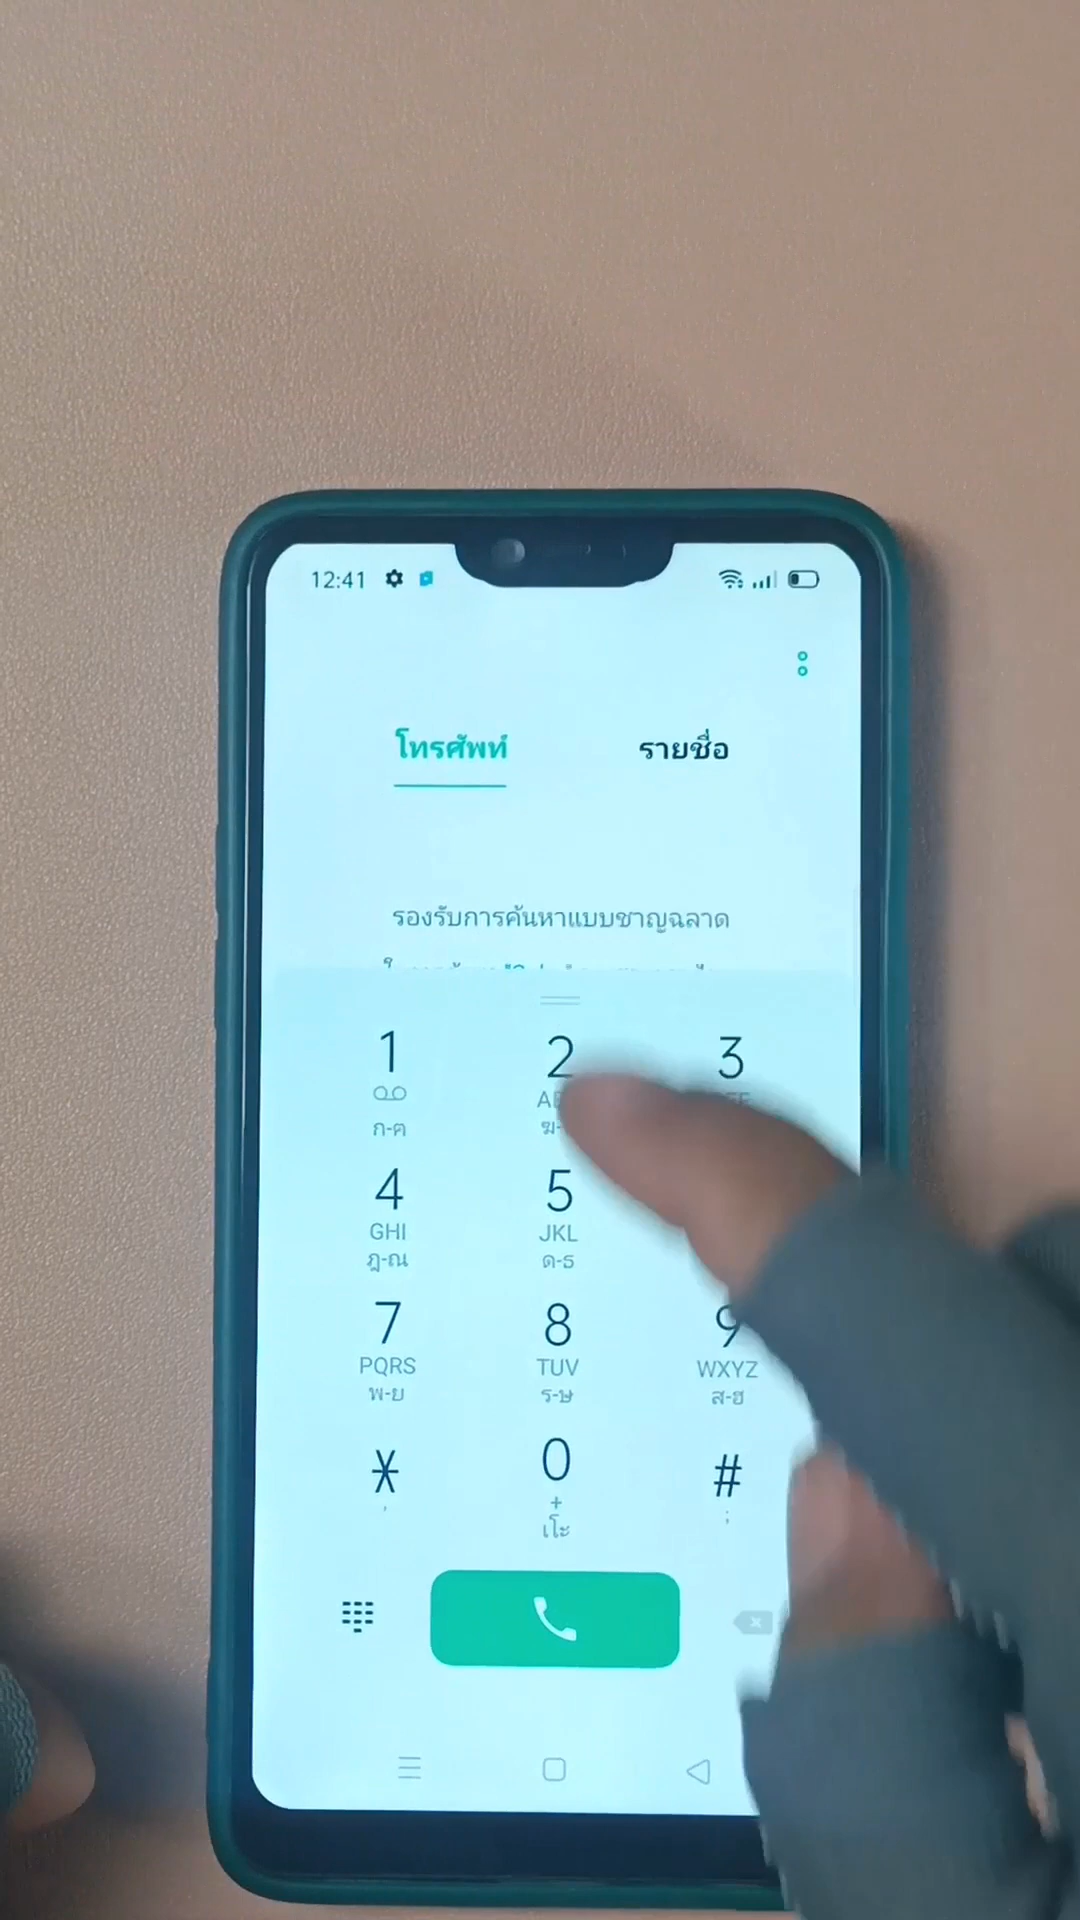 12:41
โทรศัพท์ รายชื่อ
รองรับการค้นหาแบบชาญฉลาด
1 2 3
ก-ฅ
4 5
GHI JKL
ฎ-ณ ด-ธ
7 8 9
PQRS TUV WXYZ
พ-ย ร-ษ ส-ฮ
* 0 #
, + ;
เโะ